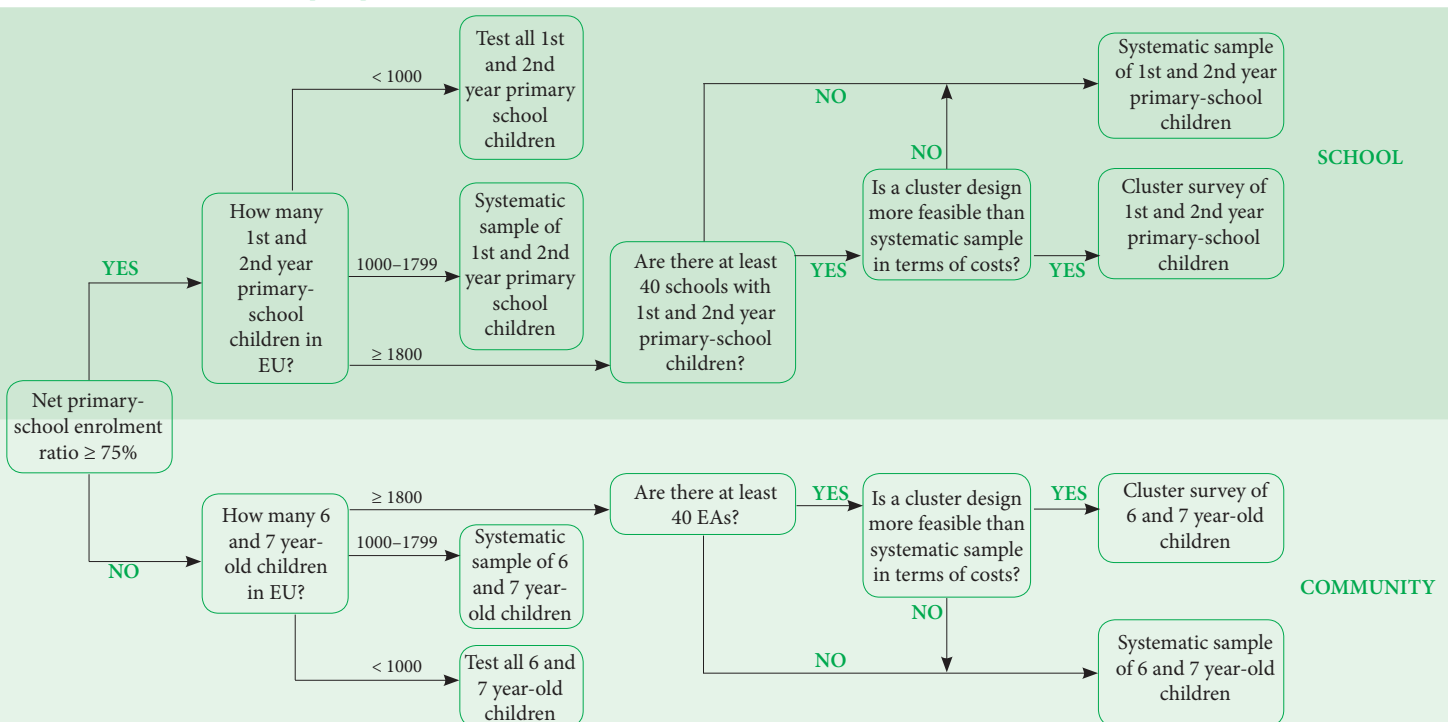 Test all 1st
and 2nd
year primary
school
children
< 1000
Systematic sample
of 1st and 2nd year
primary-school
children
NO
NO
SCHOOL
How many
1st and
2nd year
primary-
school
children in
EU?
YES
1000–1799
Systematic
sample of
1st and 2nd
year primary
school
children
≥ 1800
Are there at least
40 schools with
1st and 2nd year
primary-school
children?
YES
Is a cluster design
more feasible than
systematic sample
in terms of costs?
YES
Cluster survey of
1st and 2nd year
primary-school
children
Net primary-
school enrolment
ratio ≥ 75%
NO
How many 6
and 7 year-
old children
in EU?
≥ 1800
1000–1799
Systematic
sample of 6
and 7 year-
old children
< 1000
Test all 6 and
7 year-old
children
Are there at least
40 EAs?
YES
Is a cluster design
more feasible than
systematic sample
in terms of costs?
YES
Cluster survey of
6 and 7 year-old
children
NO
NO
Systematic sample
of 6 and 7 year-old
children
COMMUNITY